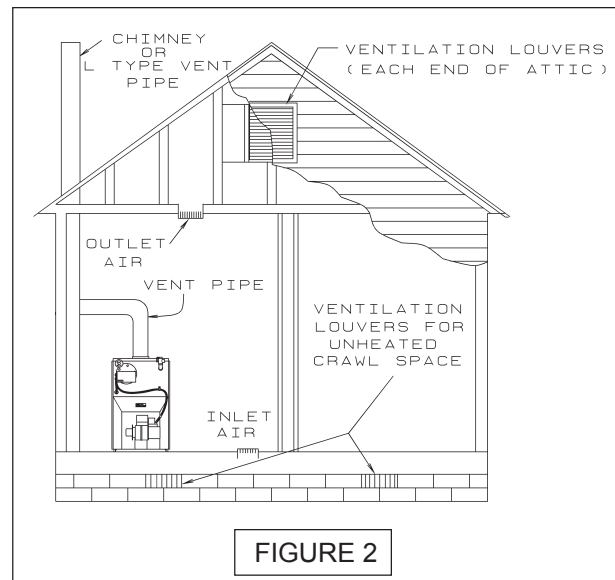 CHIMNEY
OR
L TYPE VENT
PIPE
VENTILATION LOUVERS
(EACH END OF ATTIC)
OUTLET
AIR
VENT PIPE
VENTILATION
LOUVERS FOR
UNHEATED
CRAWL SPACE
INLET
AIR
FIGURE 2